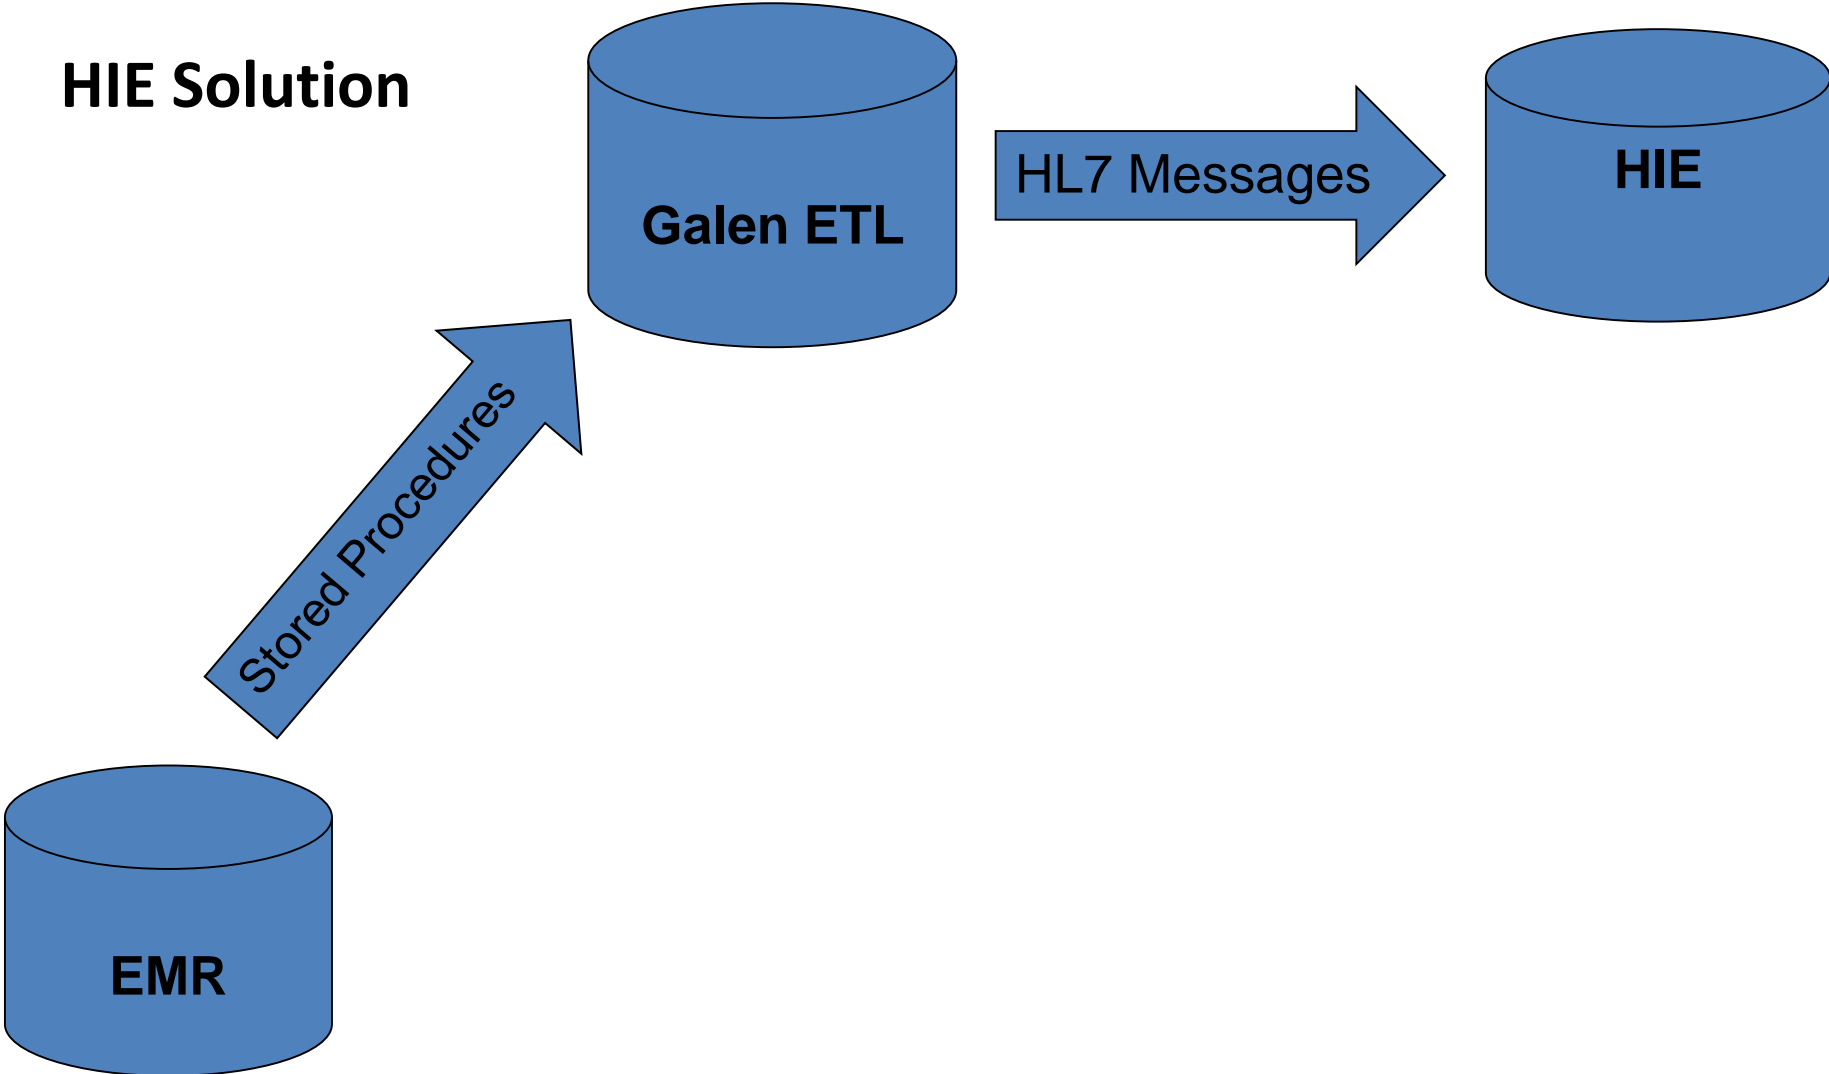 HIE Solution
Galen ETL
HL7 Messages
HIE
Stored Procedures
EMR